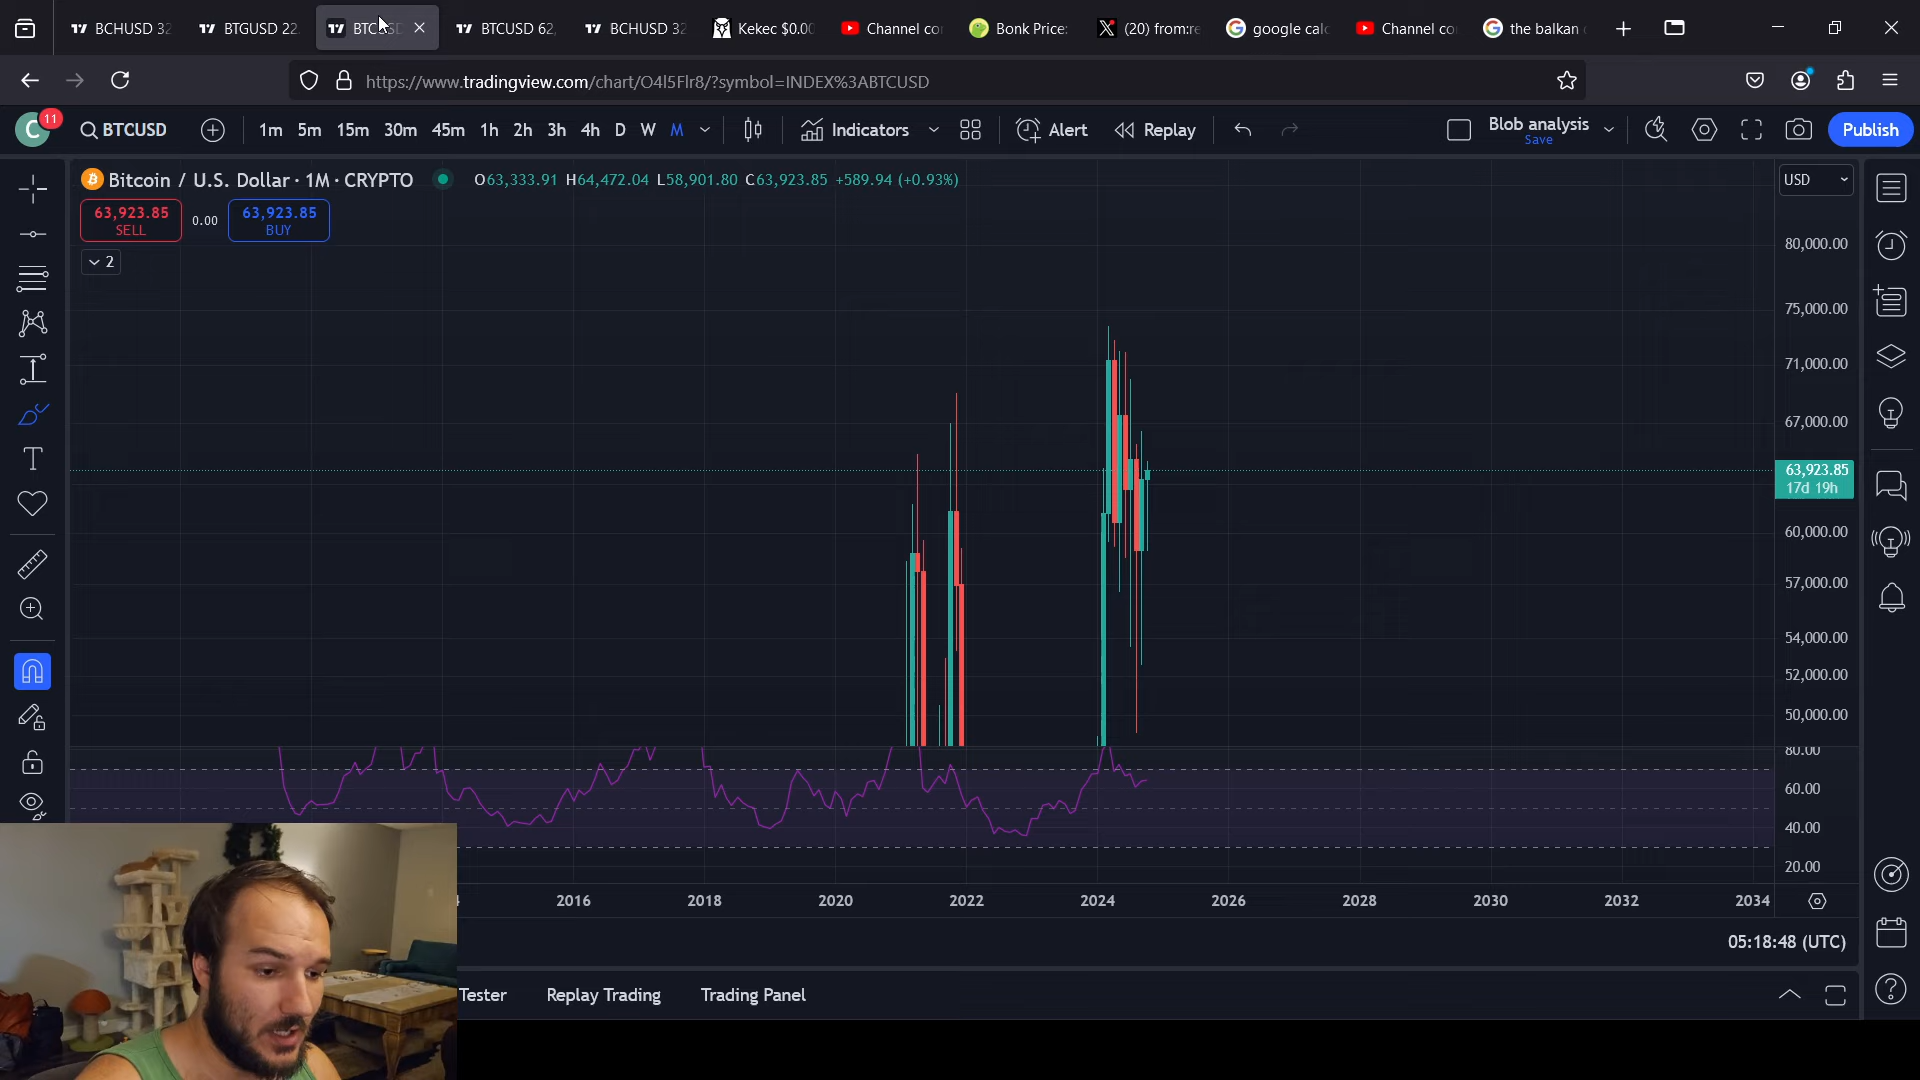 BCHUSD 32
BTGUSD 22.
BTCUSD
BTCUSD 62,
BCHUSD 32
Kekec $0.00
Channel co
Bonk Price:
(20) from:re
google calc
Channel co
the balkan
https://www.tradingview.com/chart/O4l5Flr8/?symbol=INDEX%3ABTCUSD
C 11 BTCUSD 1m 5m 15m 30m 45m 1h 2h 3h 4h D W M Indicators Alert Replay Blob analysis Save Publish
Bitcoin / U.S. Dollar · 1M · CRYPTO O63,333.91 H64,472.04 L58,901.80 C63,923.85 +589.94 (+0.93%) USD
63,923.85 SELL 0.00 63,923.85 BUY
2
80,000.00
75,000.00
71,000.00
67,000.00
63,923.85
17d 19h
60,000.00
57,000.00
54,000.00
52,000.00
50,000.00
80.00
60.00
40.00
20.00
2016 2018 2020 2022 2024 2026 2028 2030 2032 2034
05:18:48 (UTC)
Tester Replay Trading Trading Panel